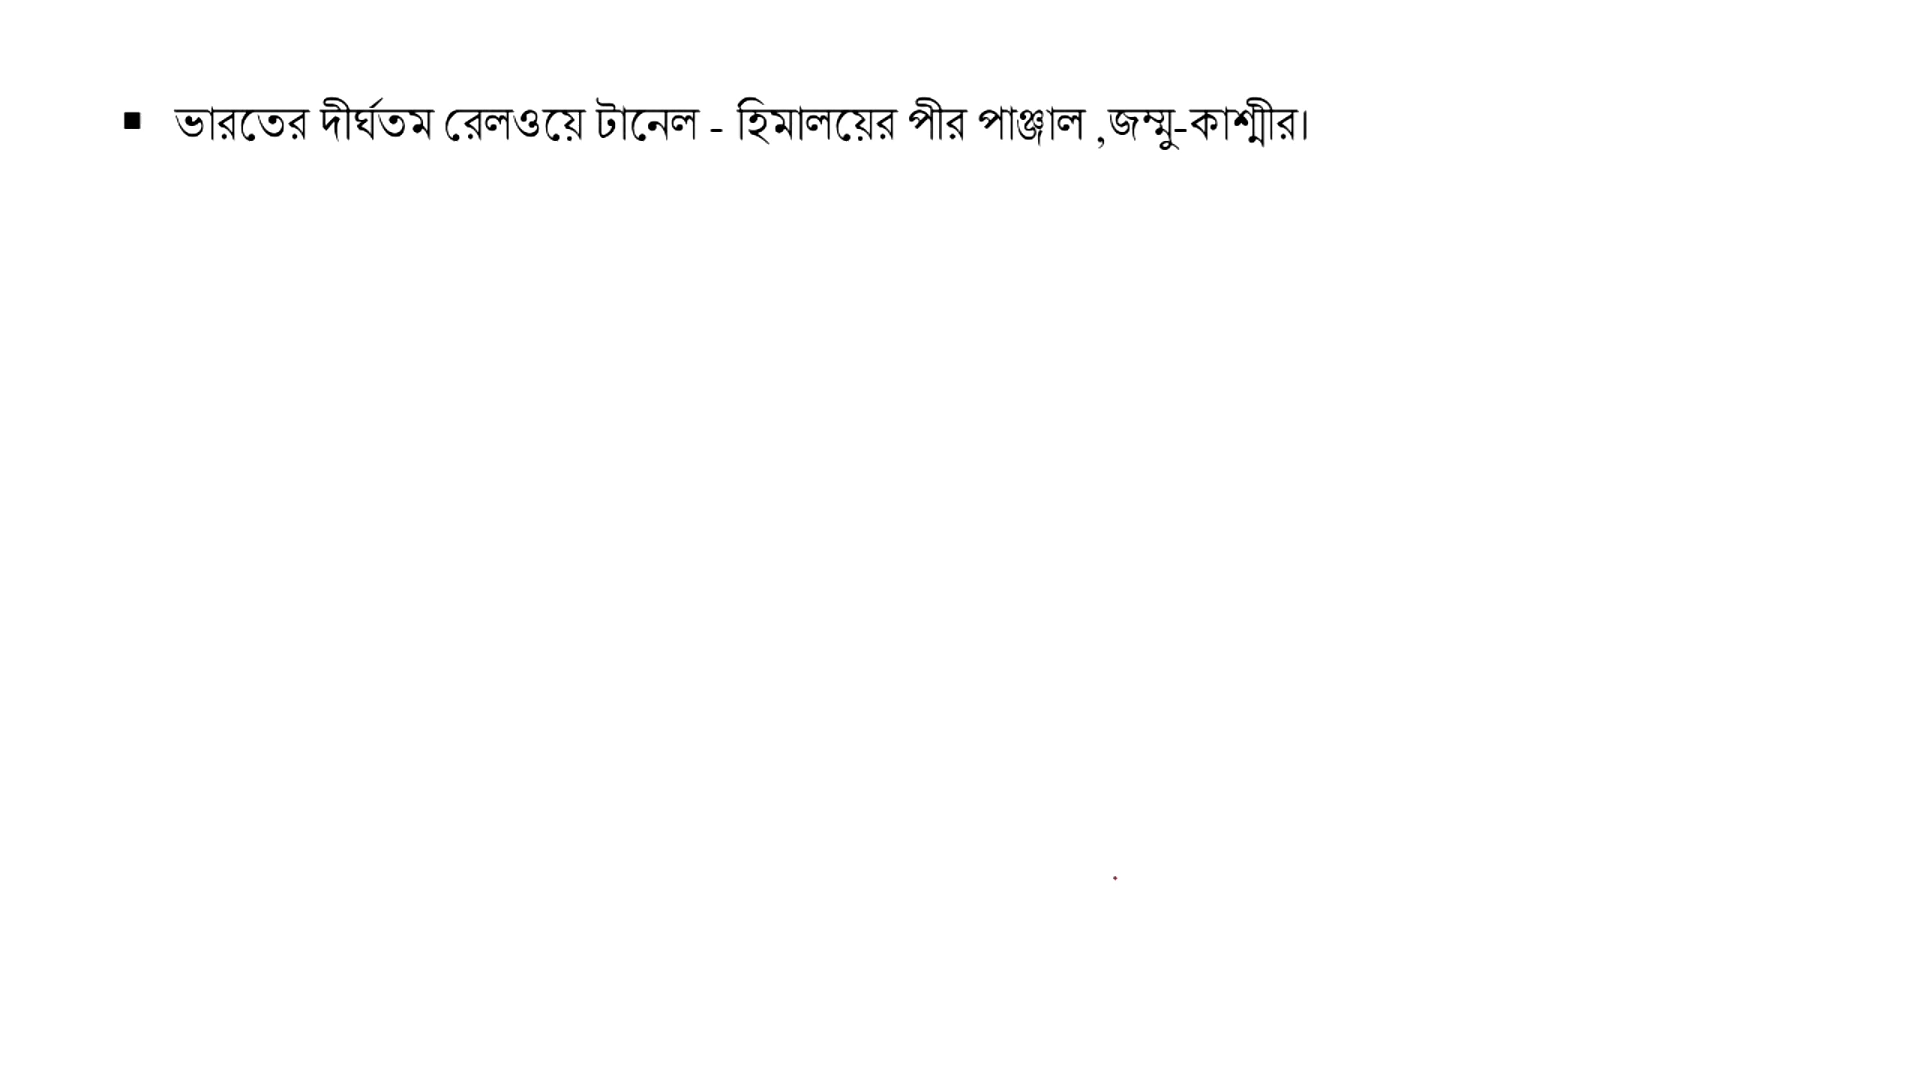 ▪ ভারতের দীর্ঘতম রেলওয়ে টানেল - হিমালয়ের পীর পাঞ্জাল ,জম্মু-কাশ্মীর।